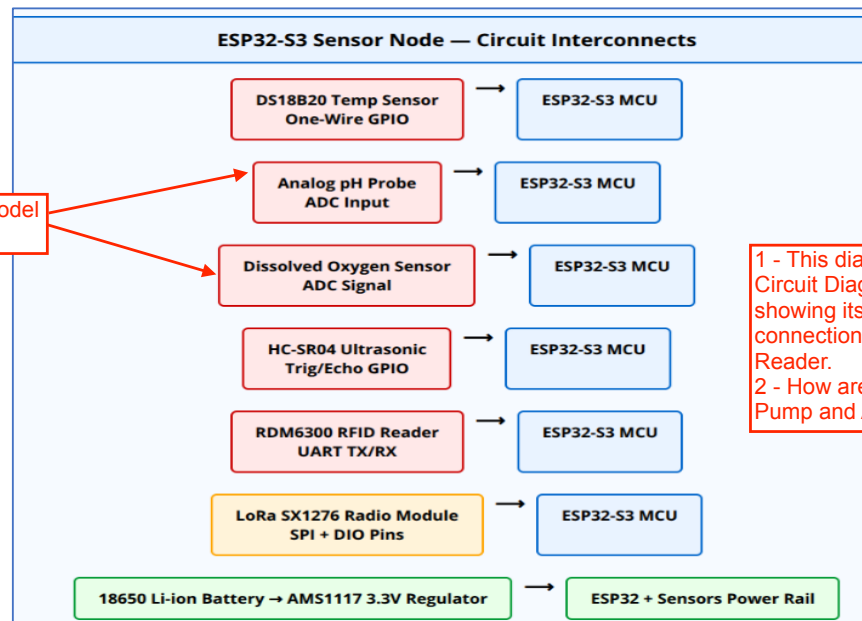 ESP32-S3 Sensor Node — Circuit Interconnects
DS18B20 Temp Sensor
One-Wire GPIO
→
ESP32-S3 MCU
Analog pH Probe
ADC Input
→
ESP32-S3 MCU
odel
Dissolved Oxygen Sensor
ADC Signal
→
ESP32-S3 MCU
1 - This dia
Circuit Diag
showing its
connection
Reader.
2 - How are
Pump and
HC-SR04 Ultrasonic
Trig/Echo GPIO
→
ESP32-S3 MCU
RDM6300 RFID Reader
UART TX/RX
→
ESP32-S3 MCU
LoRa SX1276 Radio Module
SPI + DIO Pins
→
ESP32-S3 MCU
18650 Li-ion Battery → AMS1117 3.3V Regulator
→
ESP32 + Sensors Power Rail